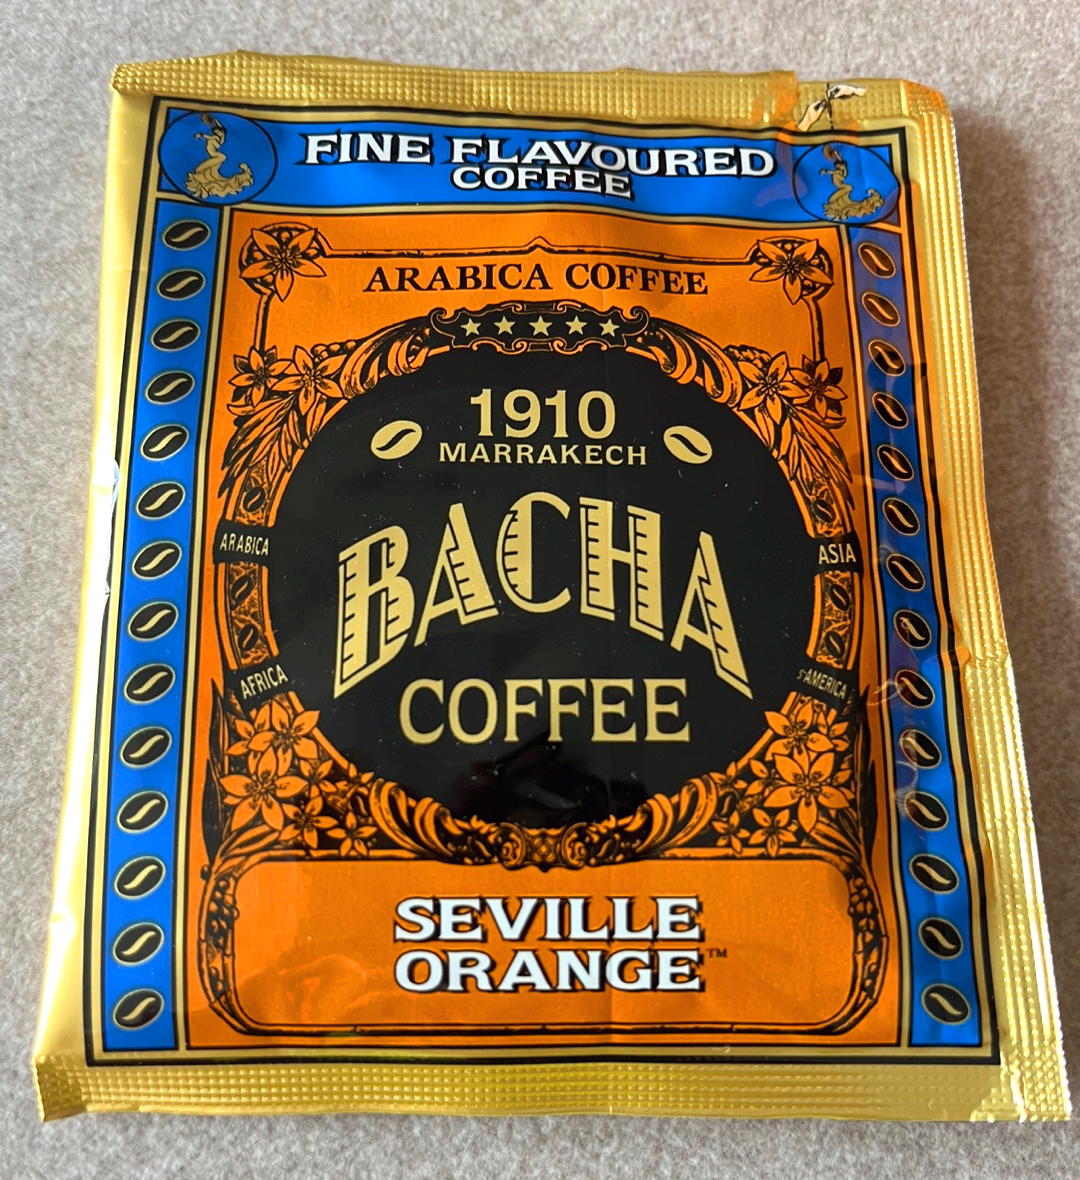 FINE FLAVOURED
COFFEE
ARABICA COFFEE
1910
MARRAKECH
BACHA
COFFEE
ARABICA
ASIA
AFRICA
S. AMERICA
SEVILLE
ORANGE™